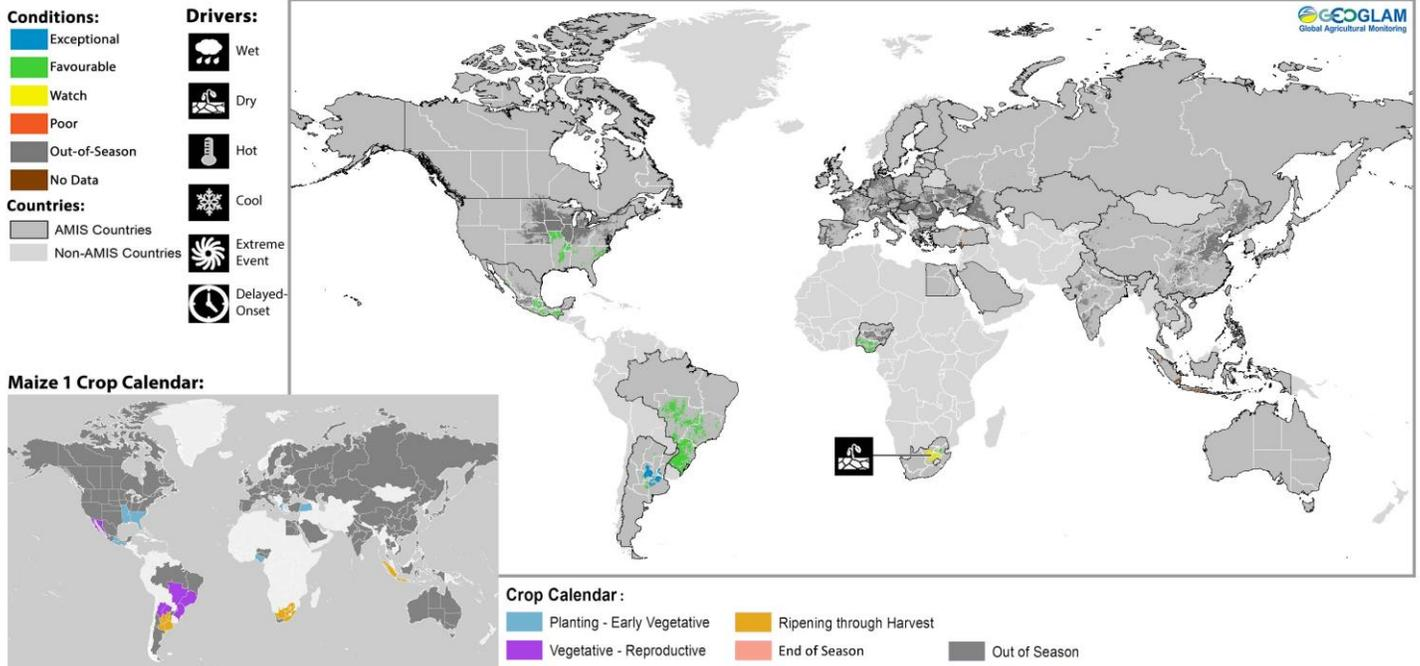 Conditions:
Exceptional
Favourable
Watch
Poor
Out-of-Season
No Data
Countries:
AMIS Countries
Non-AMIS Countries
Drivers:
Wet
Dry
Hot
Cool
Extreme
Event
Delayed-
Onset
GEOGLAM
Global Agricultural Monitoring
Maize 1 Crop Calendar:
Crop Calendar :
Planting - Early Vegetative
Vegetative - Reproductive
Ripening through Harvest
End of Season
Out of Season